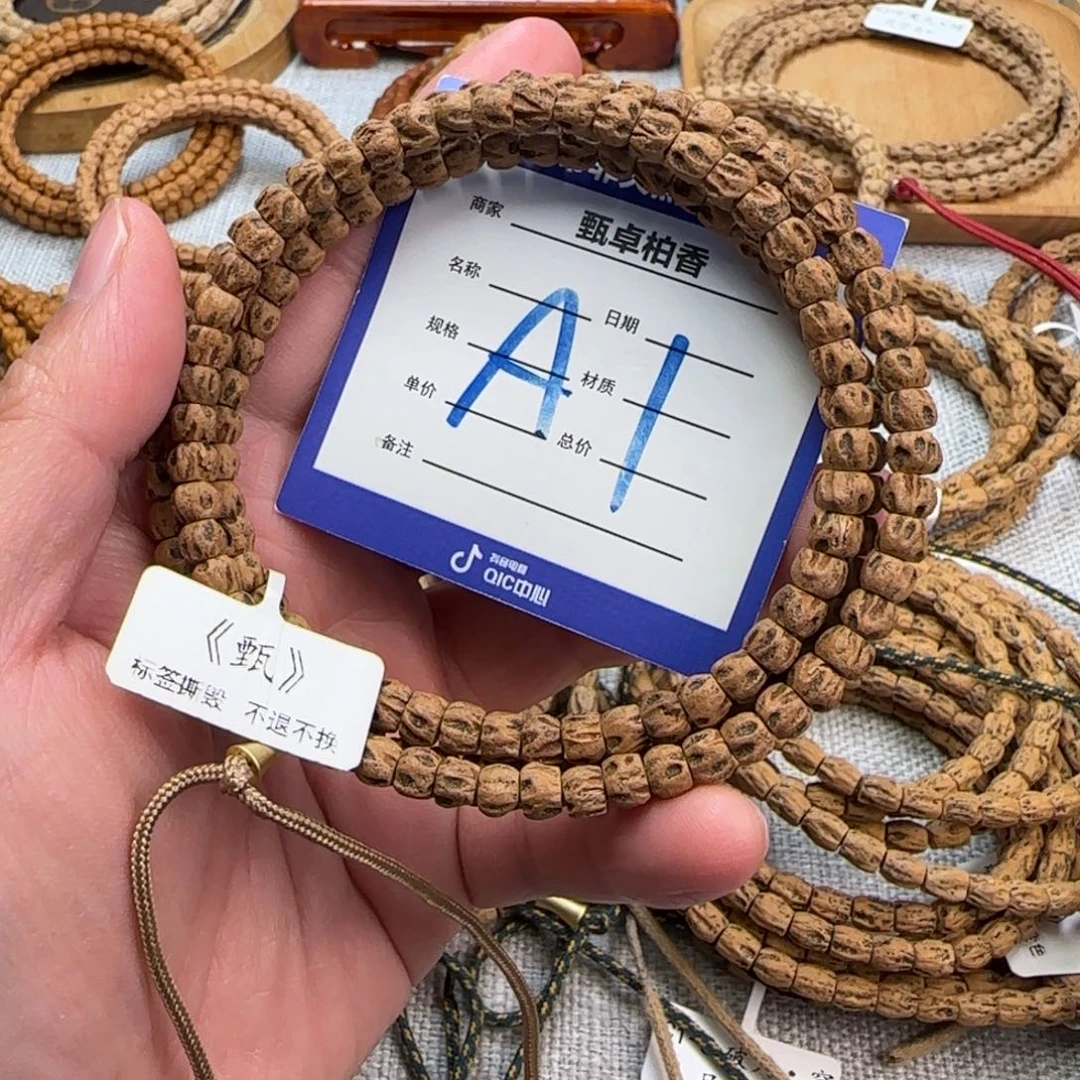 商家 甄卓柏香
名称 日期
规格 材质
单价 总价
备注
A1
抖音电商
QIC中心
《甄》
标签撕毁 不退不换